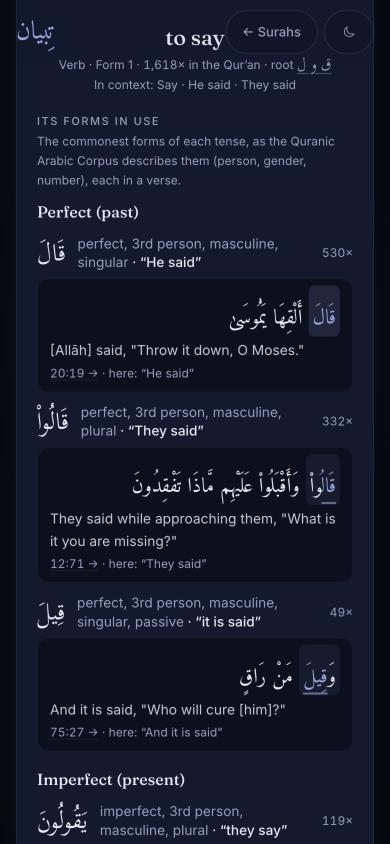 تِبيان
to say
← Surahs
Verb · Form 1 · 1,618× in the Qur’an · root ق و ل
In context: Say · He said · They said
ITS FORMS IN USE
The commonest forms of each tense, as the Quranic
Arabic Corpus describes them (person, gender,
number), each in a verse.
Perfect (past)
قَالَ perfect, 3rd person, masculine, 530×
singular · “He said”
قَالَ أَلْقِهَا يَٰمُوسَىٰ
[Allāh] said, "Throw it down, O Moses."
20:19 → · here: “He said”
قَالُوا۟ perfect, 3rd person, masculine, 332×
plural · “They said”
قَالُوا۟ وَأَقْبَلُوا۟ عَلَيْهِم مَّاذَا تَفْقِدُونَ
They said while approaching them, "What is
it you are missing?"
12:71 → · here: “They said”
قِيلَ perfect, 3rd person, masculine, 49×
singular, passive · “it is said”
وَقِيلَ مَنْ رَاقٍ
And it is said, "Who will cure [him]?"
75:27 → · here: “And it is said”
Imperfect (present)
يَقُولُونَ imperfect, 3rd person, 119×
masculine, plural · “they say”